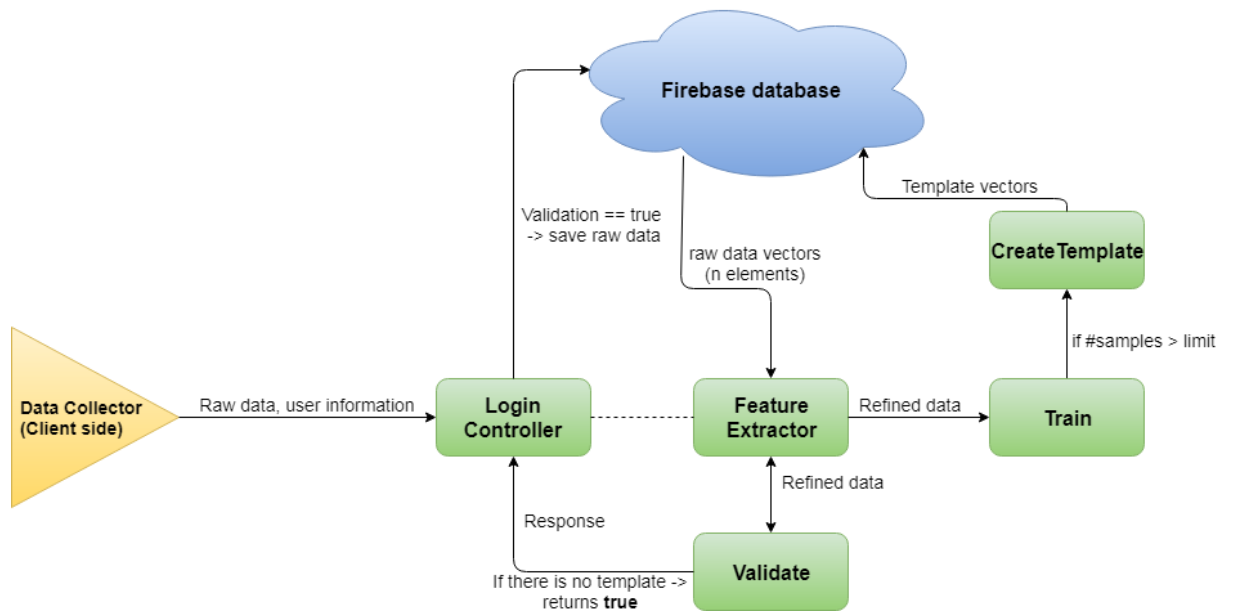 Firebase database
Template vectors
Validation == true
-> save raw data
raw data vectors
(n elements)
CreateTemplate
if #samples > limit
Data Collector
(Client side)
Raw data, user information
Login
Controller
Feature
Extractor
Refined data
Train
Refined data
Response
Validate
If there is no template ->
returns true